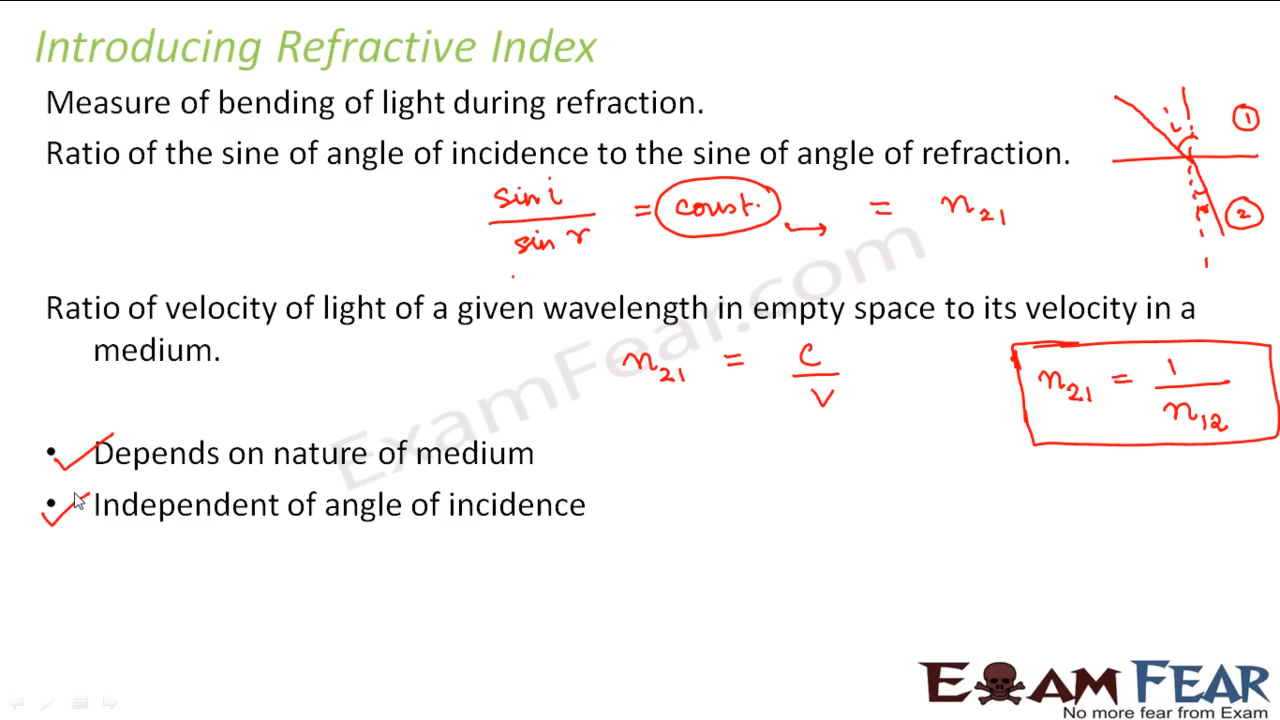 Introducing Refractive Index
Measure of bending of light during refraction.
Ratio of the sine of angle of incidence to the sine of angle of refraction.
sin i / sin r = const. = n₂₁
i
r
1
2
Ratio of velocity of light of a given wavelength in empty space to its velocity in a
medium.
n₂₁ = c / v
n₂₁ = 1 / n₁₂
• Depends on nature of medium
• Independent of angle of incidence
ExamFear.com
EXAM FEAR
No more fear from Exam